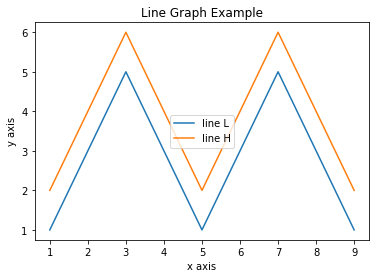 Line Graph Example
6
5
4
3
2
1
y axis
line L
line H
1 2 3 4 5 6 7 8 9
x axis